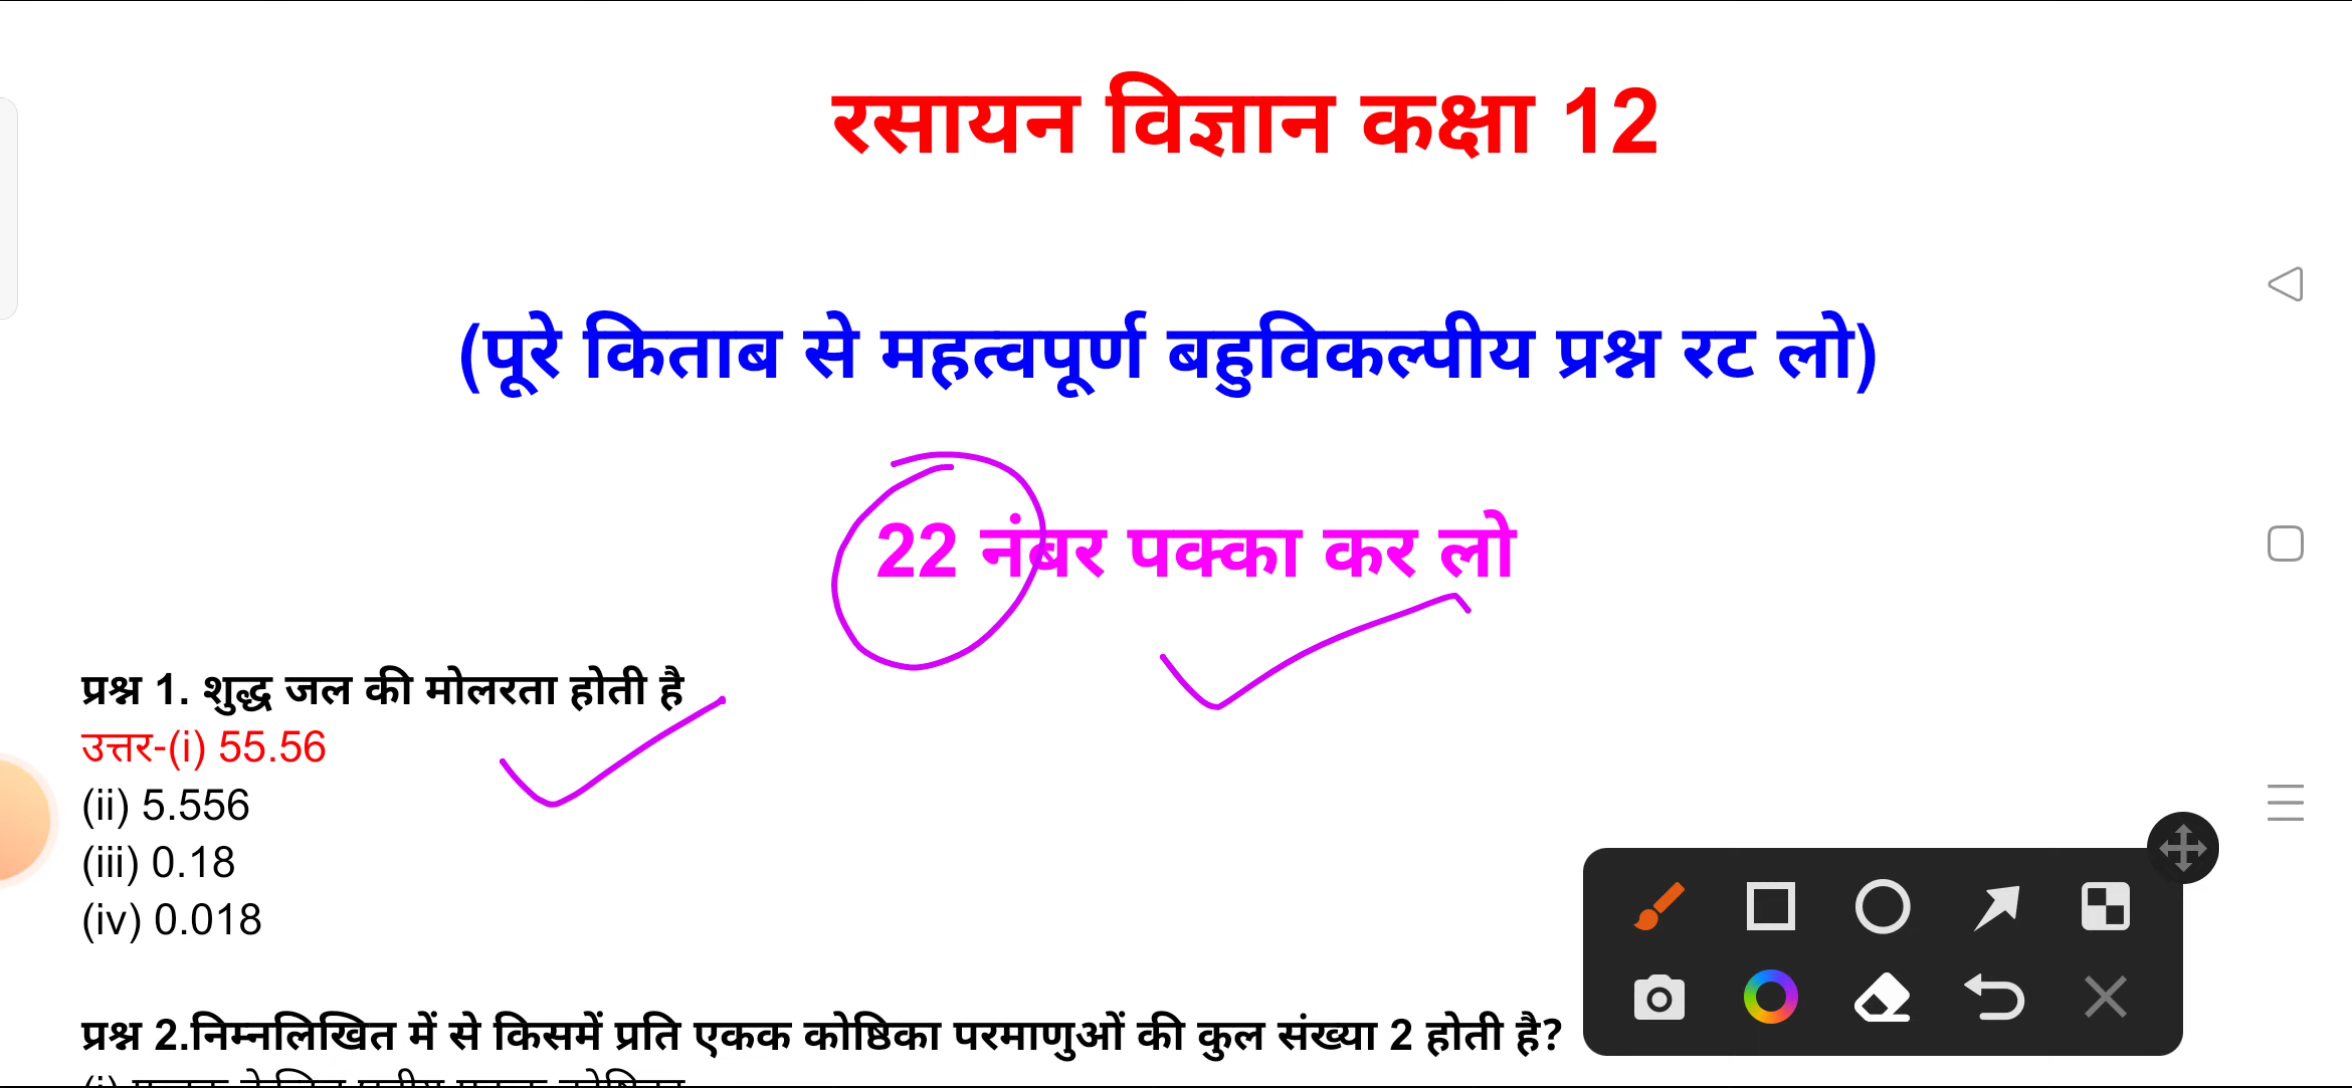 रसायन विज्ञान कक्षा 12
(पूरे किताब से महत्वपूर्ण बहुविकल्पीय प्रश्न रट लो)
22 नंबर पक्का कर लो
प्रश्न 1. शुद्ध जल की मोलरता होती है
उत्तर-(i) 55.56
(ii) 5.556
(iii) 0.18
(iv) 0.018
प्रश्न 2.निम्नलिखित में से किसमें प्रति एकक कोष्ठिका परमाणुओं की कुल संख्या 2 होती है?